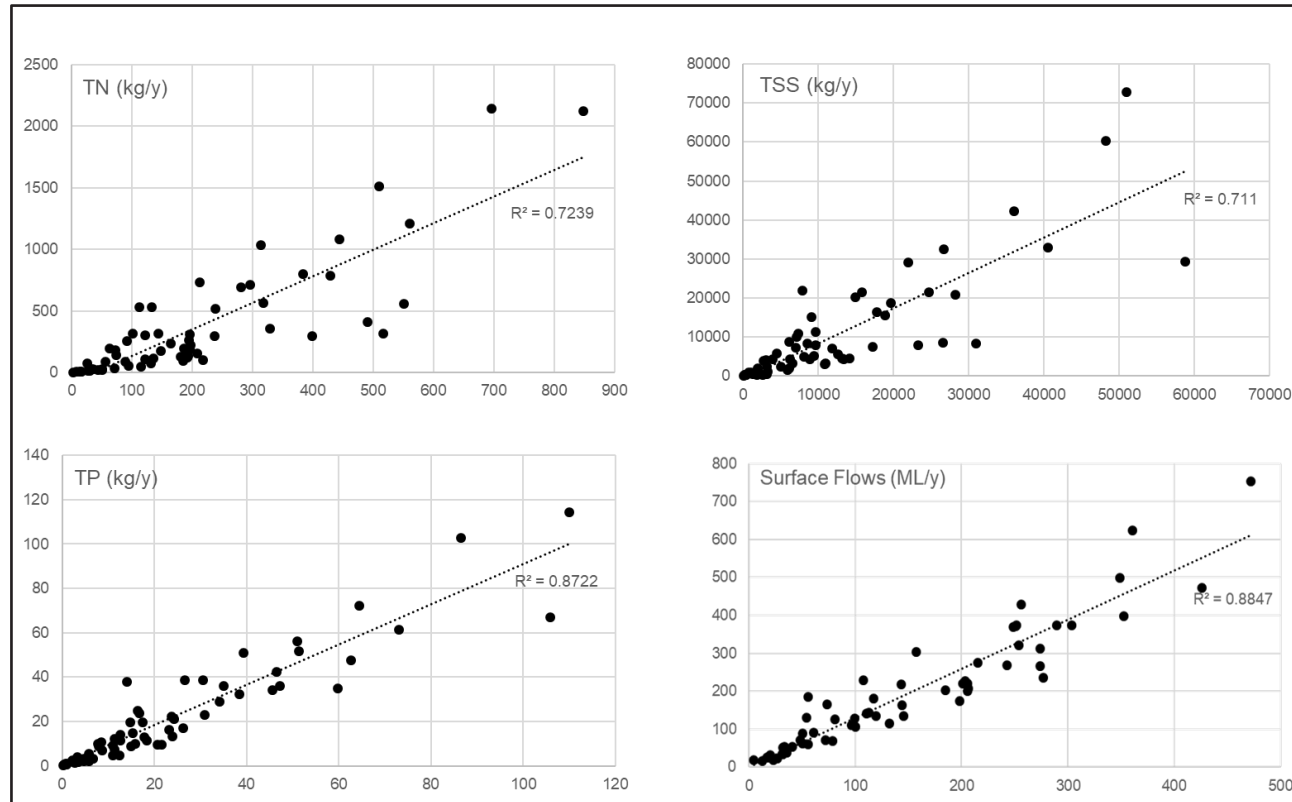 TN (kg/y)
2500
2000
1500
1000
500
0
0 100 200 300 400 500 600 700 800 900
R² = 0.7239
TSS (kg/y)
80000
70000
60000
50000
40000
30000
20000
10000
0
0 10000 20000 30000 40000 50000 60000 70000
R² = 0.711
TP (kg/y)
140
120
100
80
60
40
20
0
0 20 40 60 80 100 120
R² = 0.8722
Surface Flows (ML/y)
800
700
600
500
400
300
200
100
0
0 100 200 300 400 500
R² = 0.8847